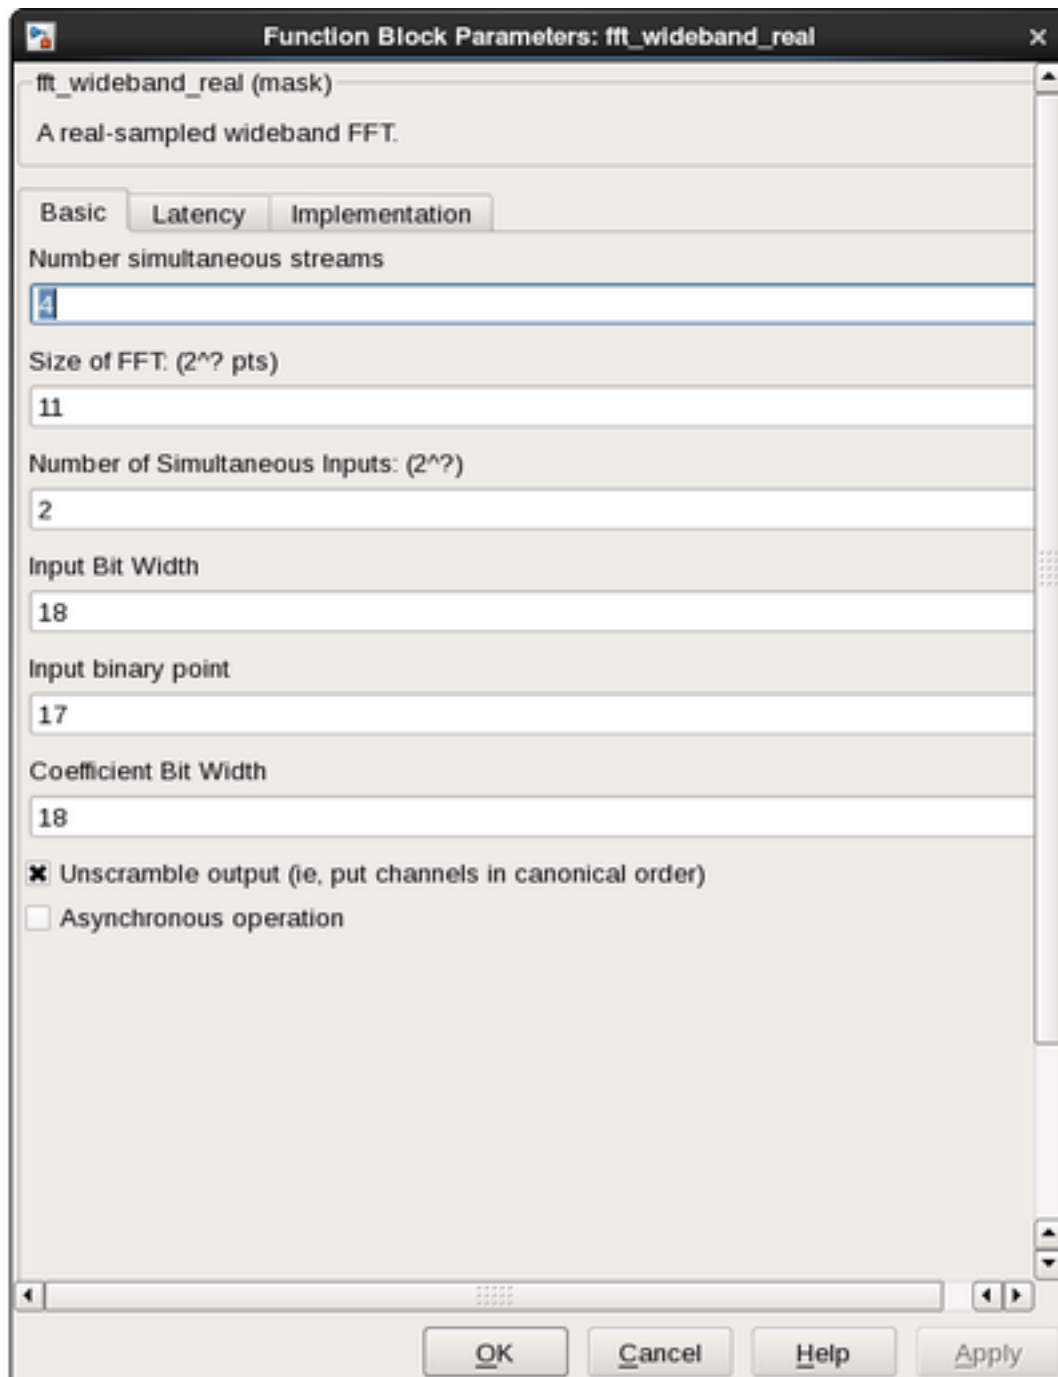 Function Block Parameters: fft_wideband_real
fft_wideband_real (mask)
A real-sampled wideband FFT.
Basic Latency Implementation
Number simultaneous streams
4
Size of FFT: (2^? pts)
11
Number of Simultaneous Inputs: (2^?)
2
Input Bit Width
18
Input binary point
17
Coefficient Bit Width
18
Unscramble output (ie, put channels in canonical order)
Asynchronous operation
OK Cancel Help Apply